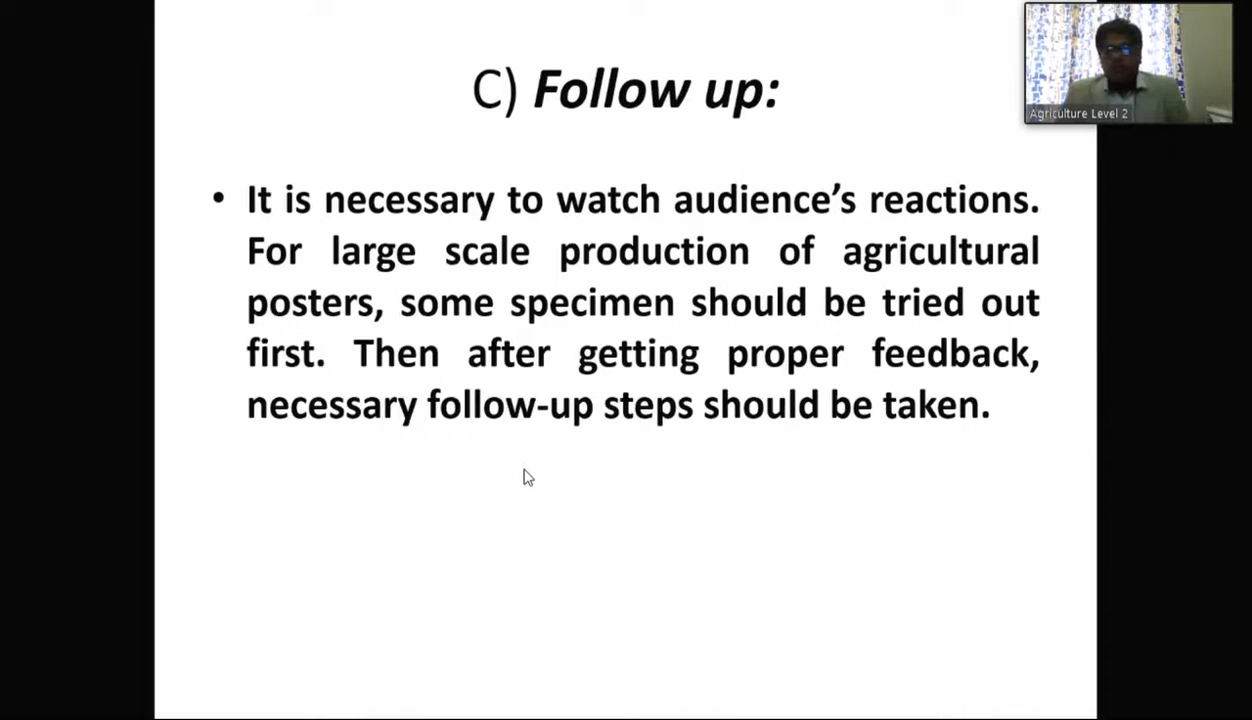 C) Follow up:
Agriculture Level 2
• It is necessary to watch audience’s reactions.
For large scale production of agricultural
posters, some specimen should be tried out
first. Then after getting proper feedback,
necessary follow-up steps should be taken.